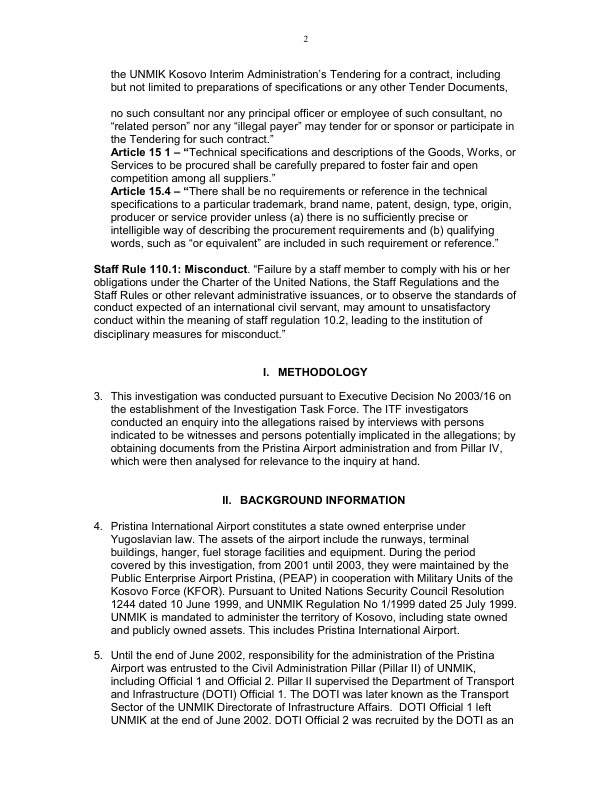 2
the UNMIK Kosovo Interim Administration's Tendering for a contract, including
but not limited to preparations of specifications or any other Tender Documents,
no such consultant nor any principal officer or employee of such consultant, no
“related person” nor any “illegal payer” may tender for or sponsor or participate in
the Tendering for such contract.”
Article 15 1 – “Technical specifications and descriptions of the Goods, Works, or
Services to be procured shall be carefully prepared to foster fair and open
competition among all suppliers.”
Article 15.4 – “There shall be no requirements or reference in the technical
specifications to a particular trademark, brand name, patent, design, type, origin,
producer or service provider unless (a) there is no sufficiently precise or
intelligible way of describing the procurement requirements and (b) qualifying
words, such as “or equivalent” are included in such requirement or reference.”
Staff Rule 110.1: Misconduct. “Failure by a staff member to comply with his or her
obligations under the Charter of the United Nations, the Staff Regulations and the
Staff Rules or other relevant administrative issuances, or to observe the standards of
conduct expected of an international civil servant, may amount to unsatisfactory
conduct within the meaning of staff regulation 10.2, leading to the institution of
disciplinary measures for misconduct.”
I. METHODOLOGY
3. This investigation was conducted pursuant to Executive Decision No 2003/16 on
the establishment of the Investigation Task Force. The ITF investigators
conducted an enquiry into the allegations raised by interviews with persons
indicated to be witnesses and persons potentially implicated in the allegations; by
obtaining documents from the Pristina Airport administration and from Pillar IV,
which were then analysed for relevance to the inquiry at hand.
II. BACKGROUND INFORMATION
4. Pristina International Airport constitutes a state owned enterprise under
Yugoslavian law. The assets of the airport include the runways, terminal
buildings, hanger, fuel storage facilities and equipment. During the period
covered by this investigation, from 2001 until 2003, they were maintained by the
Public Enterprise Airport Pristina, (PEAP) in cooperation with Military Units of the
Kosovo Force (KFOR). Pursuant to United Nations Security Council Resolution
1244 dated 10 June 1999, and UNMIK Regulation No 1/1999 dated 25 July 1999.
UNMIK is mandated to administer the territory of Kosovo, including state owned
and publicly owned assets. This includes Pristina International Airport.
5. Until the end of June 2002, responsibility for the administration of the Pristina
Airport was entrusted to the Civil Administration Pillar (Pillar II) of UNMIK,
including Official 1 and Official 2. Pillar II supervised the Department of Transport
and Infrastructure (DOTI) Official 1. The DOTI was later known as the Transport
Sector of the UNMIK Directorate of Infrastructure Affairs. DOTI Official 1 left
UNMIK at the end of June 2002. DOTI Official 2 was recruited by the DOTI as an